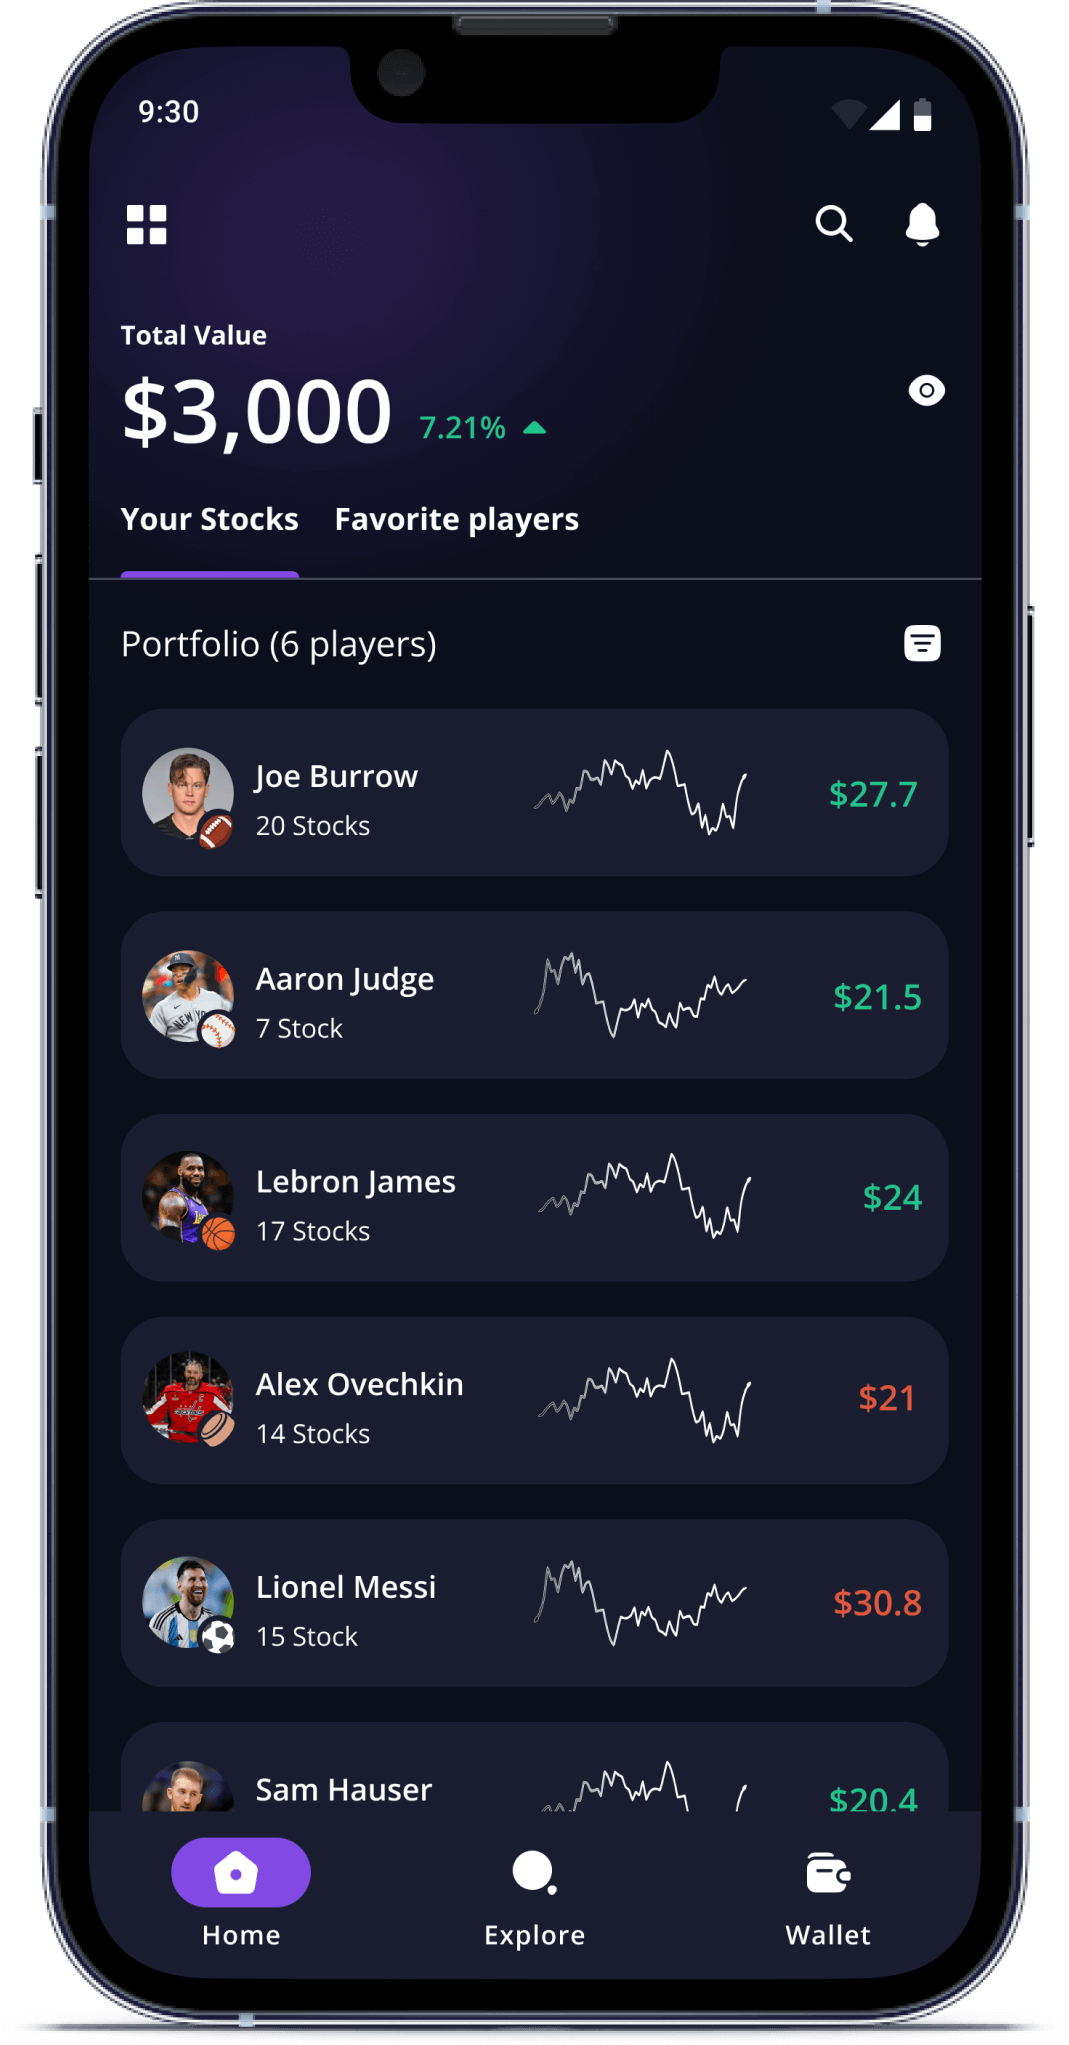 9:30
Total Value
$3,000 7.21%
Your Stocks Favorite players
Portfolio (6 players)
Joe Burrow
20 Stocks
$27.7
Aaron Judge
7 Stock
$21.5
Lebron James
17 Stocks
$24
Alex Ovechkin
14 Stocks
$21
Lionel Messi
15 Stock
$30.8
Sam Hauser
$20.4
Home Explore Wallet